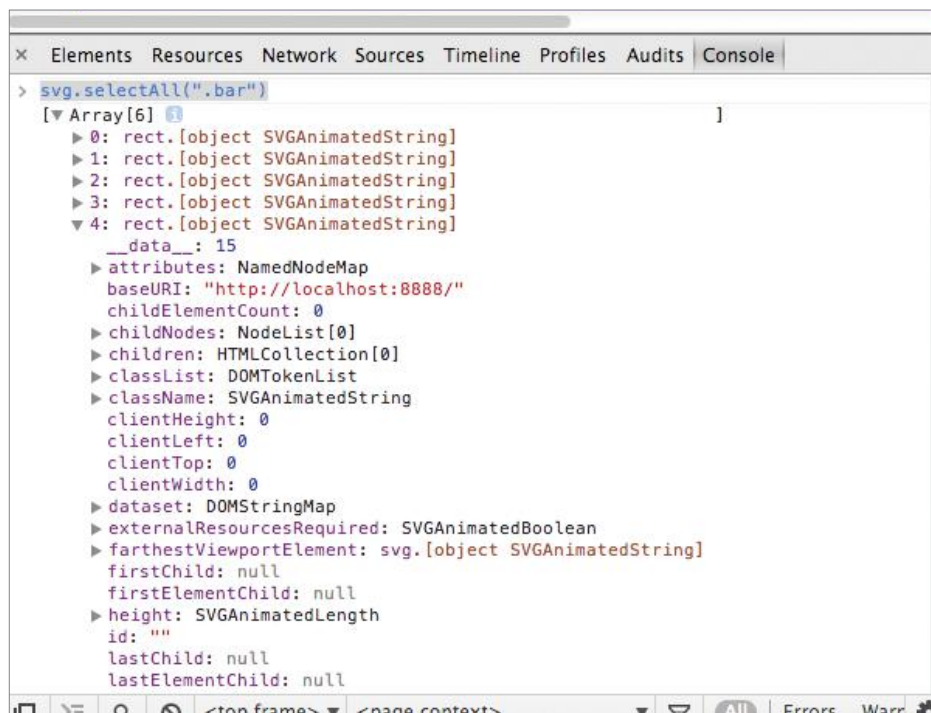 × Elements Resources Network Sources Timeline Profiles Audits Console
> svg.selectAll(".bar")
[▼ Array[6] i ]
▶ 0: rect.[object SVGAnimatedString]
▶ 1: rect.[object SVGAnimatedString]
▶ 2: rect.[object SVGAnimatedString]
▶ 3: rect.[object SVGAnimatedString]
▼ 4: rect.[object SVGAnimatedString]
__data__: 15
▶ attributes: NamedNodeMap
baseURI: "http://localhost:8888/"
childElementCount: 0
▶ childNodes: NodeList[0]
▶ children: HTMLCollection[0]
▶ classList: DOMTokenList
▶ className: SVGAnimatedString
clientHeight: 0
clientLeft: 0
clientTop: 0
clientWidth: 0
▶ dataset: DOMStringMap
▶ externalResourcesRequired: SVGAnimatedBoolean
▶ farthestViewportElement: svg.[object SVGAnimatedString]
firstChild: null
firstElementChild: null
▶ height: SVGAnimatedLength
id: ""
lastChild: null
lastElementChild: null
<top frame> ▼ <page context> ▼ All Errors Warr